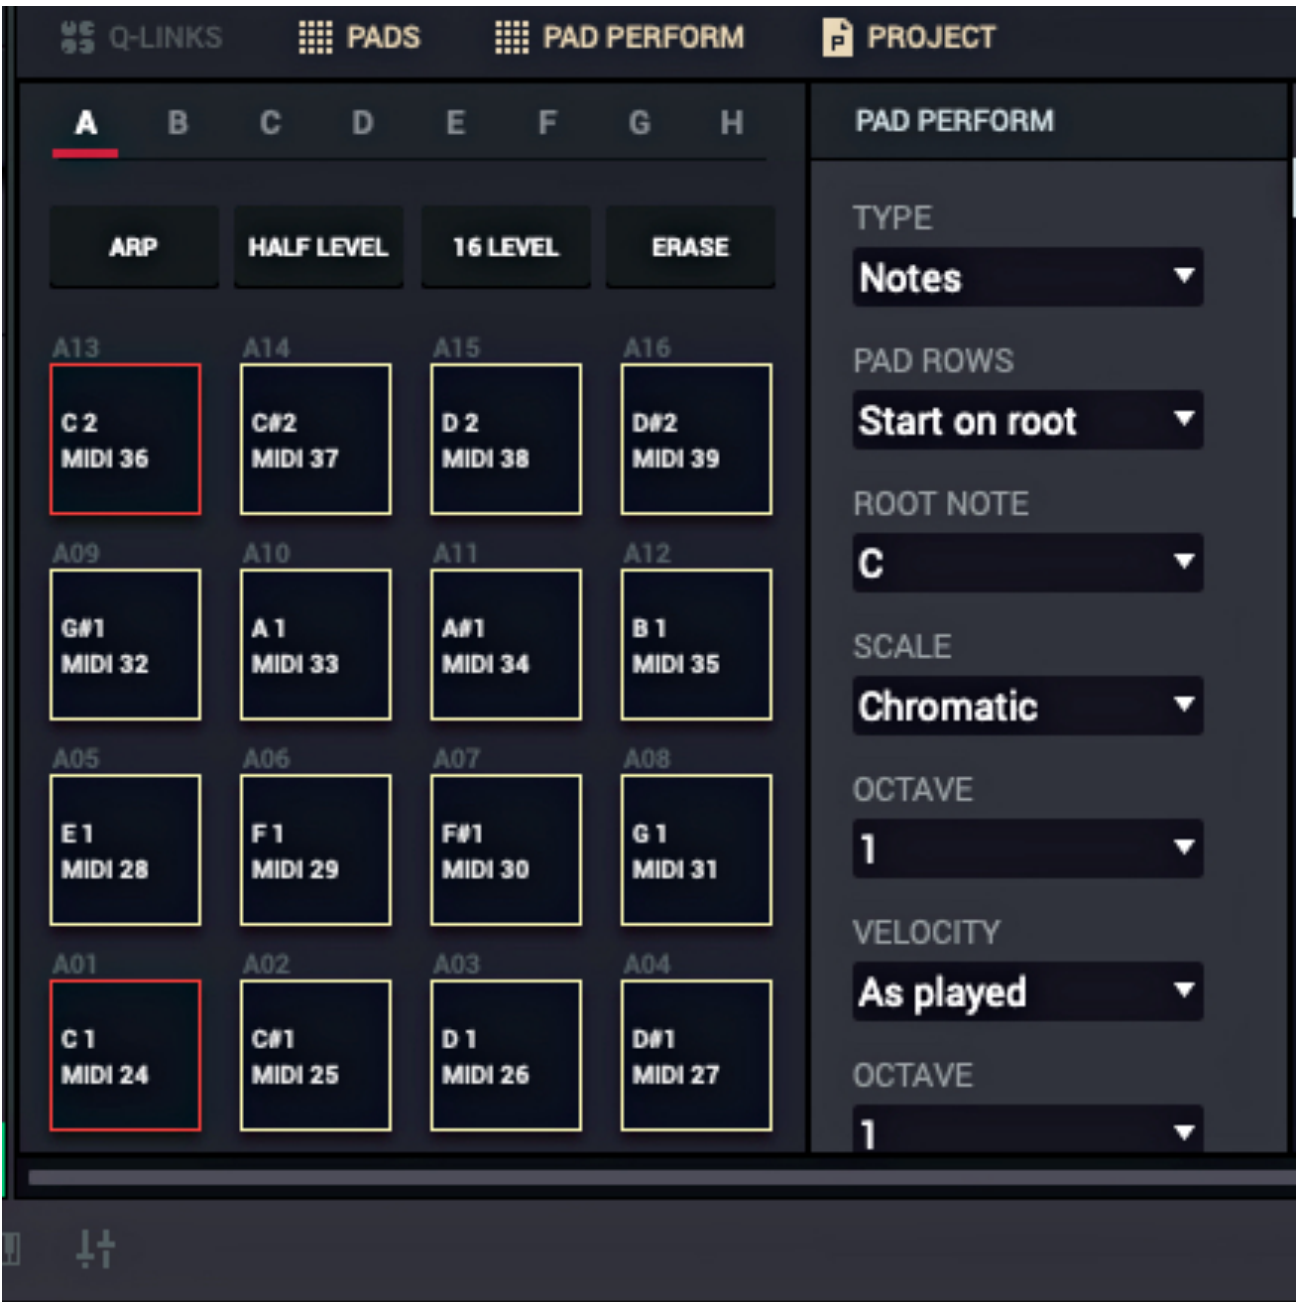 Q-LINKS PADS PAD PERFORM P PROJECT
A B C D E F G H
ARP HALF LEVEL 16 LEVEL ERASE
A13 A14 A15 A16
C 2 C#2 D 2 D#2
MIDI 36 MIDI 37 MIDI 38 MIDI 39
A09 A10 A11 A12
G#1 A 1 A#1 B 1
MIDI 32 MIDI 33 MIDI 34 MIDI 35
A05 A06 A07 A08
E 1 F 1 F#1 G 1
MIDI 28 MIDI 29 MIDI 30 MIDI 31
A01 A02 A03 A04
C 1 C#1 D 1 D#1
MIDI 24 MIDI 25 MIDI 26 MIDI 27
PAD PERFORM
TYPE
Notes
PAD ROWS
Start on root
ROOT NOTE
C
SCALE
Chromatic
OCTAVE
1
VELOCITY
As played
OCTAVE
1